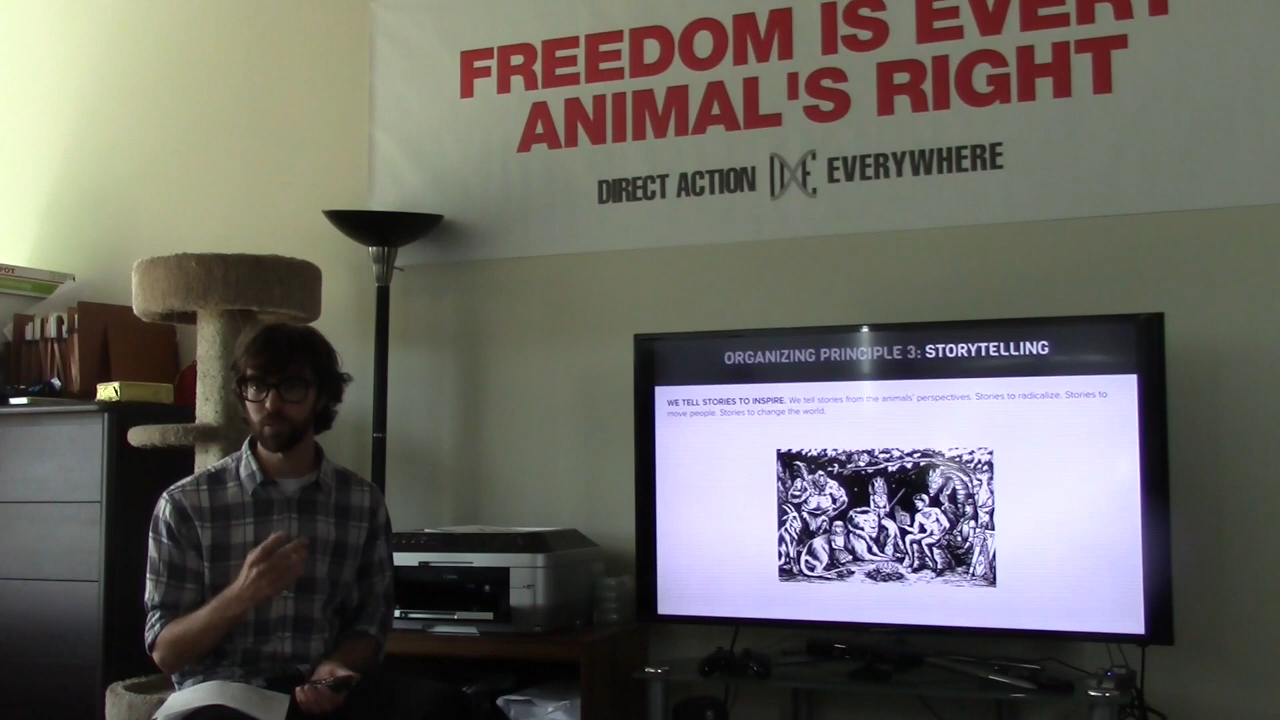 FREEDOM IS EVERY
ANIMAL'S RIGHT
DIRECT ACTION DXE EVERYWHERE
ORGANIZING PRINCIPLE 3: STORYTELLING
WE TELL STORIES TO INSPIRE. We tell stories from the animals' perspectives. Stories to radicalize. Stories to
move people. Stories to change the world.